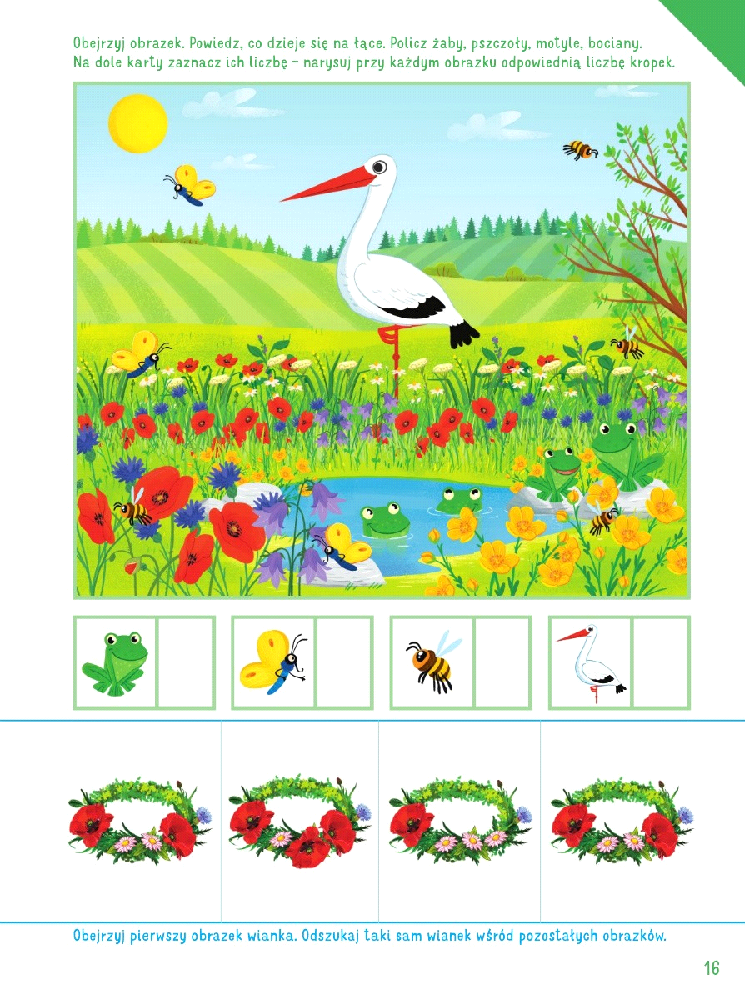 Obejrzyj obrazek. Powiedz, co dzieje się na łące. Policz żaby, pszczoły, motyle, bociany.
Na dole karty zaznacz ich liczbę – narysuj przy każdym obrazku odpowiednią liczbę kropek.
Obejrzyj pierwszy obrazek wianka. Odszukaj taki sam wianek wśród pozostałych obrazków.
16